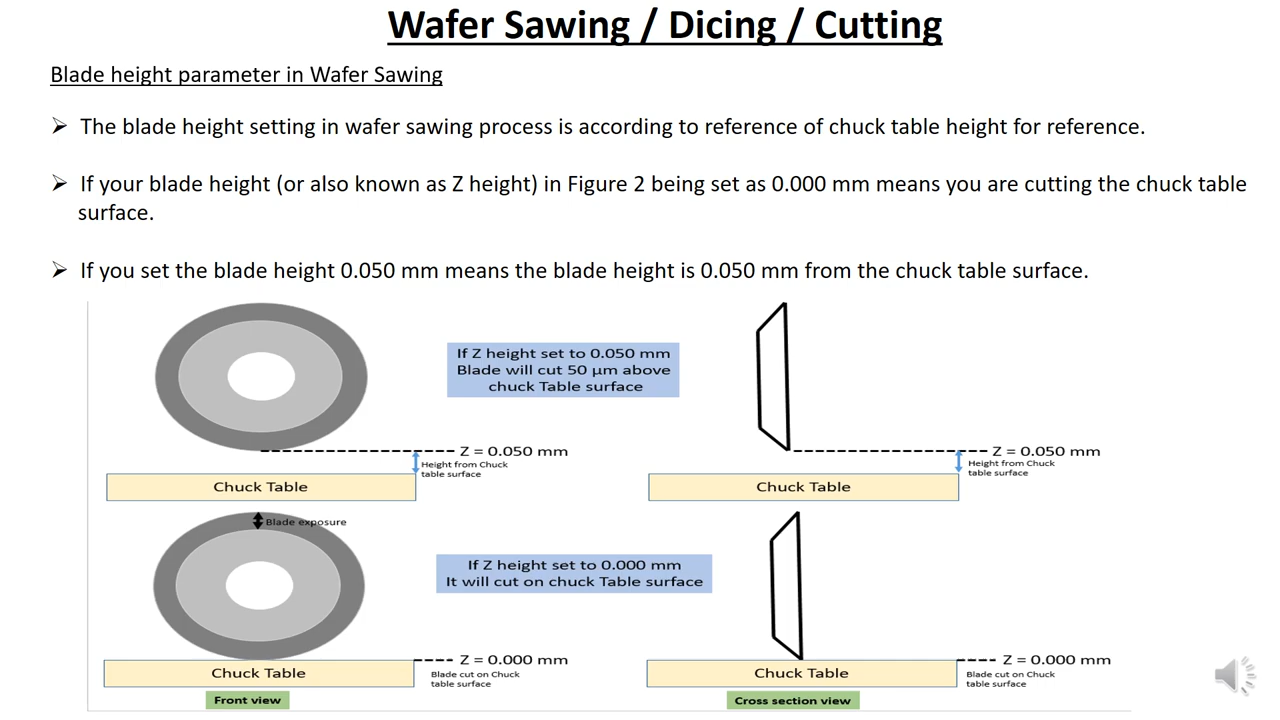 Wafer Sawing / Dicing / Cutting
Blade height parameter in Wafer Sawing
➢ The blade height setting in wafer sawing process is according to reference of chuck table height for reference.
➢ If your blade height (or also known as Z height) in Figure 2 being set as 0.000 mm means you are cutting the chuck table
surface.
➢ If you set the blade height 0.050 mm means the blade height is 0.050 mm from the chuck table surface.
If Z height set to 0.050 mm
Blade will cut 50 µm above
chuck Table surface
Z = 0.050 mm
Height from Chuck
table surface
Chuck Table
Z = 0.050 mm
Height from Chuck
table surface
Chuck Table
Blade exposure
If Z height set to 0.000 mm
It will cut on chuck Table surface
Z = 0.000 mm
Blade cut on Chuck
table surface
Chuck Table
Front view
Z = 0.000 mm
Blade cut on Chuck
table surface
Chuck Table
Cross section view